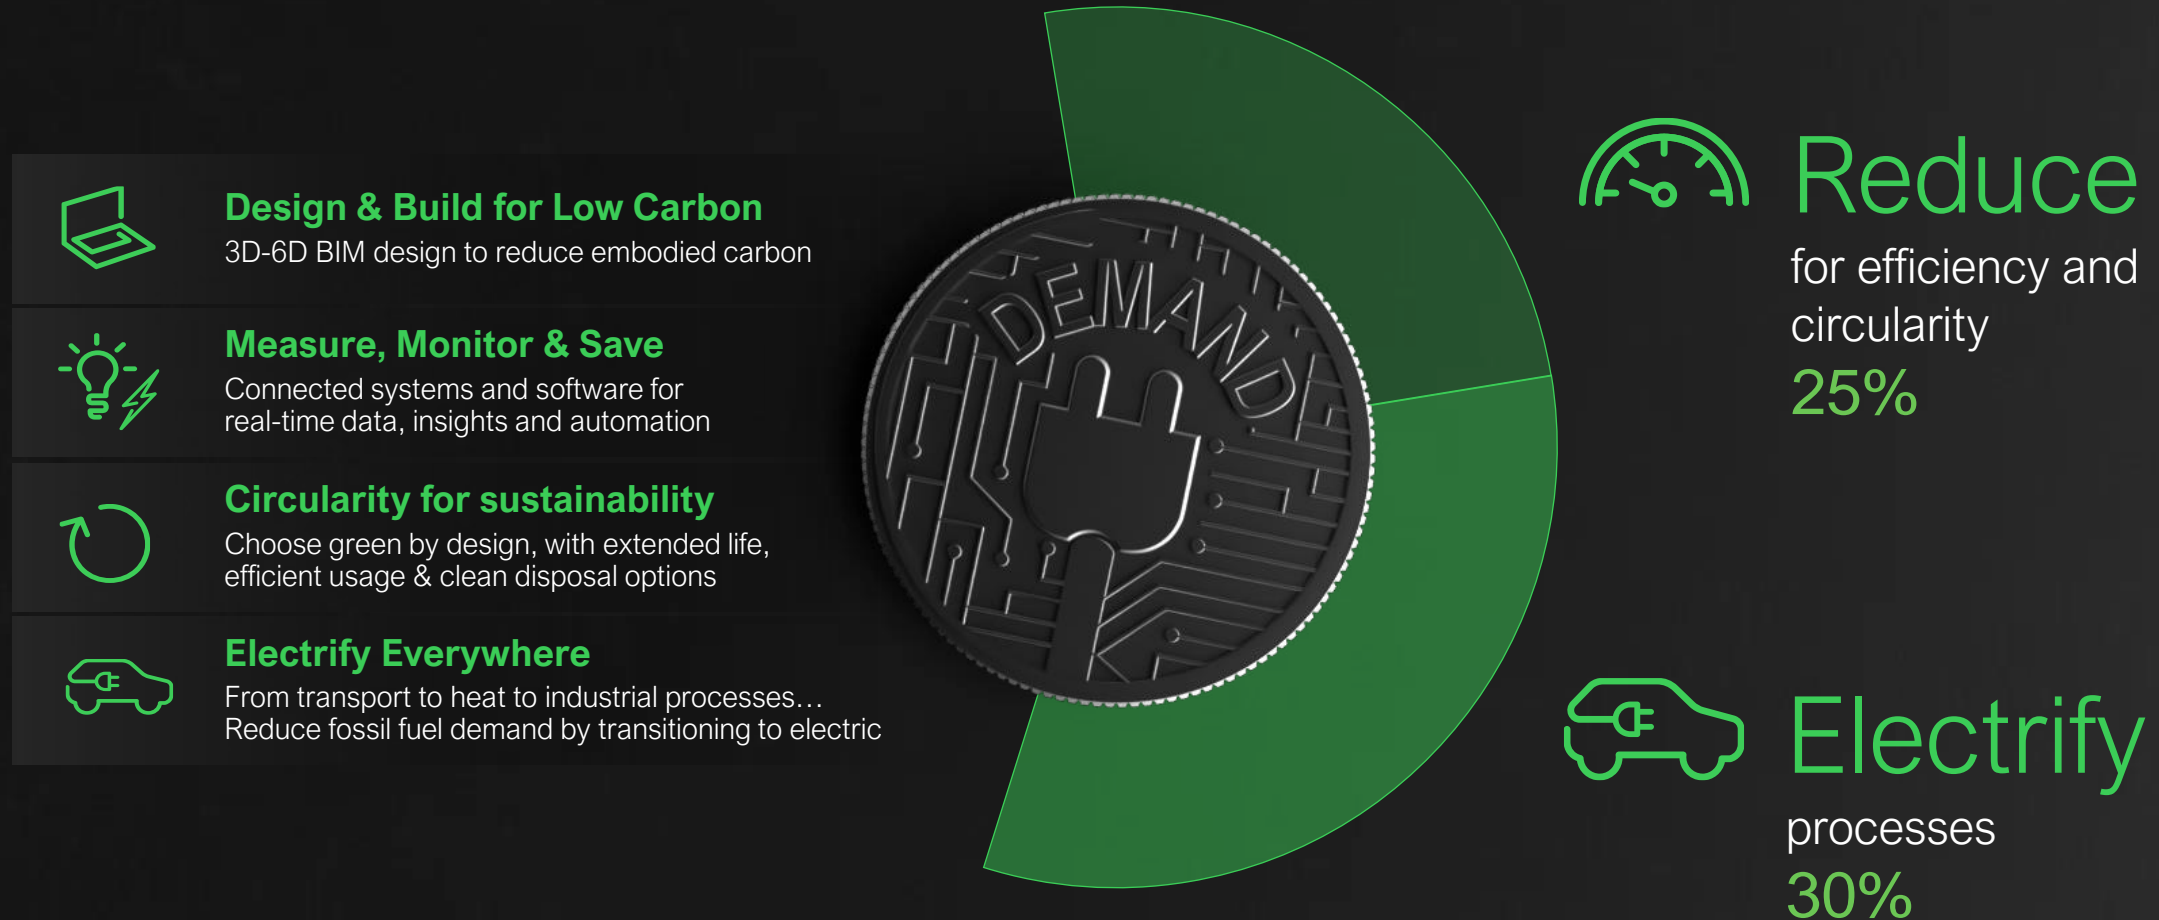 Design & Build for Low Carbon
3D-6D BIM design to reduce embodied carbon
Measure, Monitor & Save
Connected systems and software for
real-time data, insights and automation
Circularity for sustainability
Choose green by design, with extended life,
efficient usage & clean disposal options
Electrify Everywhere
From transport to heat to industrial processes…
Reduce fossil fuel demand by transitioning to electric
DEMAND
Reduce
for efficiency and
circularity
25%
Electrify
processes
30%